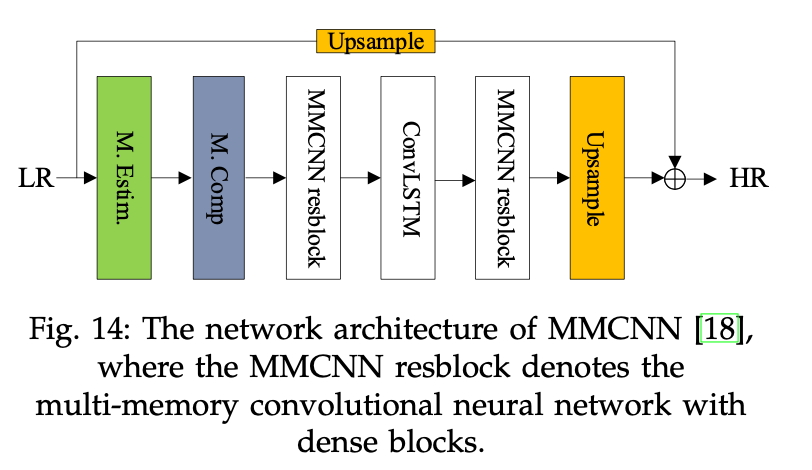 Upsample
LR
M. Estim.
M. Comp
MMCNN resblock
ConvLSTM
MMCNN resblock
Upsample
HR
Fig. 14: The network architecture of MMCNN [18],
where the MMCNN resblock denotes the
multi-memory convolutional neural network with
dense blocks.